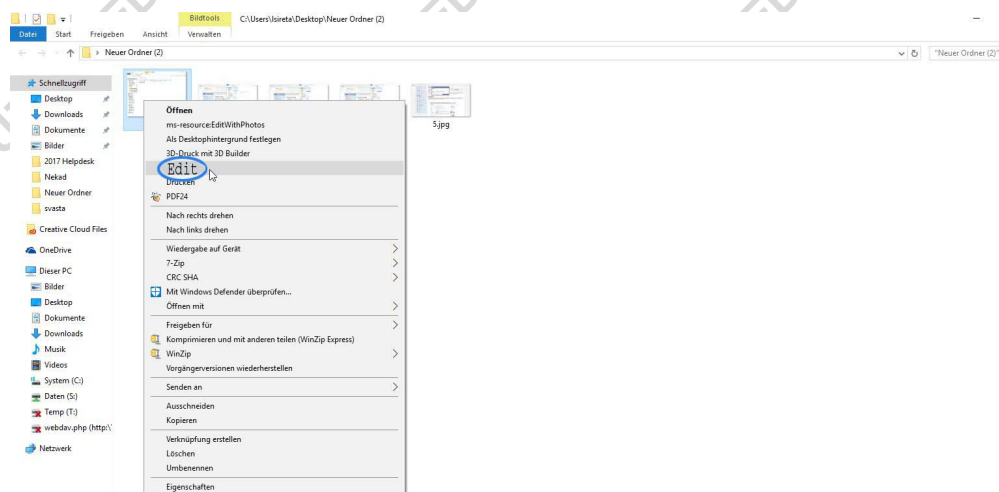 Bildtools
C:\Users\lsireta\Desktop\Neuer Ordner (2)
Datei Start Freigeben Ansicht Verwalten
Neuer Ordner (2)
"Neuer Ordner (2)"
Schnellzugriff
Desktop
Downloads
Dokumente
Bilder
2017 Helpdesk
Nekad
Neuer Ordner
svasta
Creative Cloud Files
OneDrive
Dieser PC
Bilder
Desktop
Dokumente
Downloads
Musik
Videos
System (C:)
Daten (S:)
Temp (T:)
webdav.php (http:\
Netzwerk
5.jpg
Öffnen
ms-resource:EditWithPhotos
Als Desktophintergrund festlegen
3D-Druck mit 3D Builder
Edit
Drucken
PDF24
Nach rechts drehen
Nach links drehen
Wiedergabe auf Gerät
7-Zip
CRC SHA
Mit Windows Defender überprüfen...
Öffnen mit
Freigeben für
Komprimieren und mit anderen teilen (WinZip Express)
WinZip
Vorgängerversionen wiederherstellen
Senden an
Ausschneiden
Kopieren
Verknüpfung erstellen
Löschen
Umbenennen
Eigenschaften